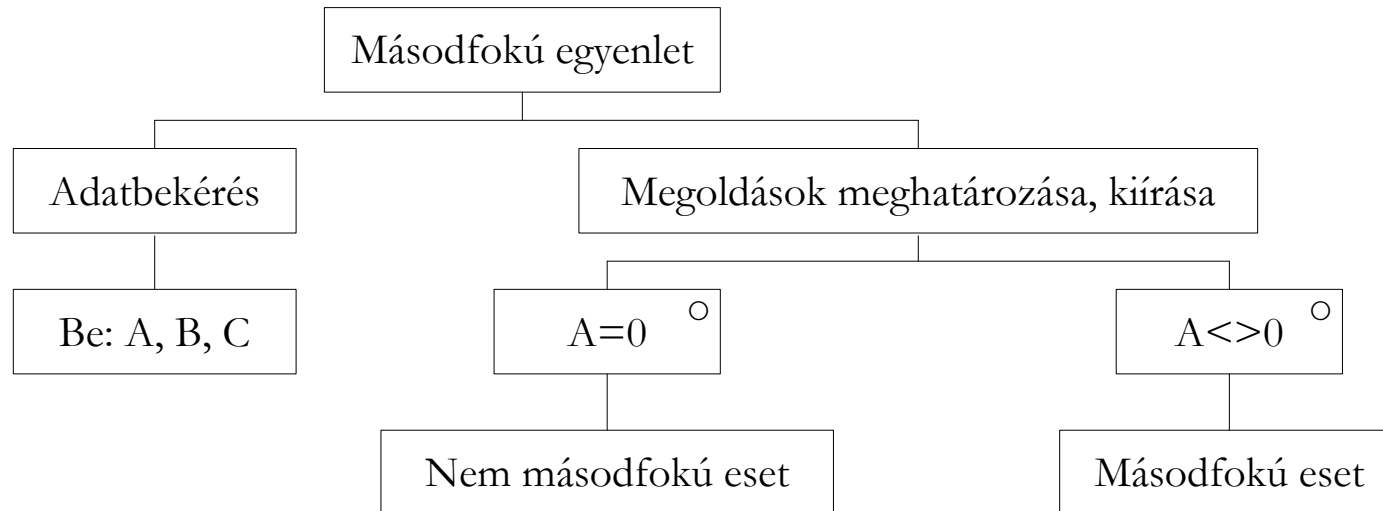 Másodfokú egyenlet
Adatbekérés
Megoldások meghatározása, kiírása
Be: A, B, C
A=0
A<>0
Nem másodfokú eset
Másodfokú eset